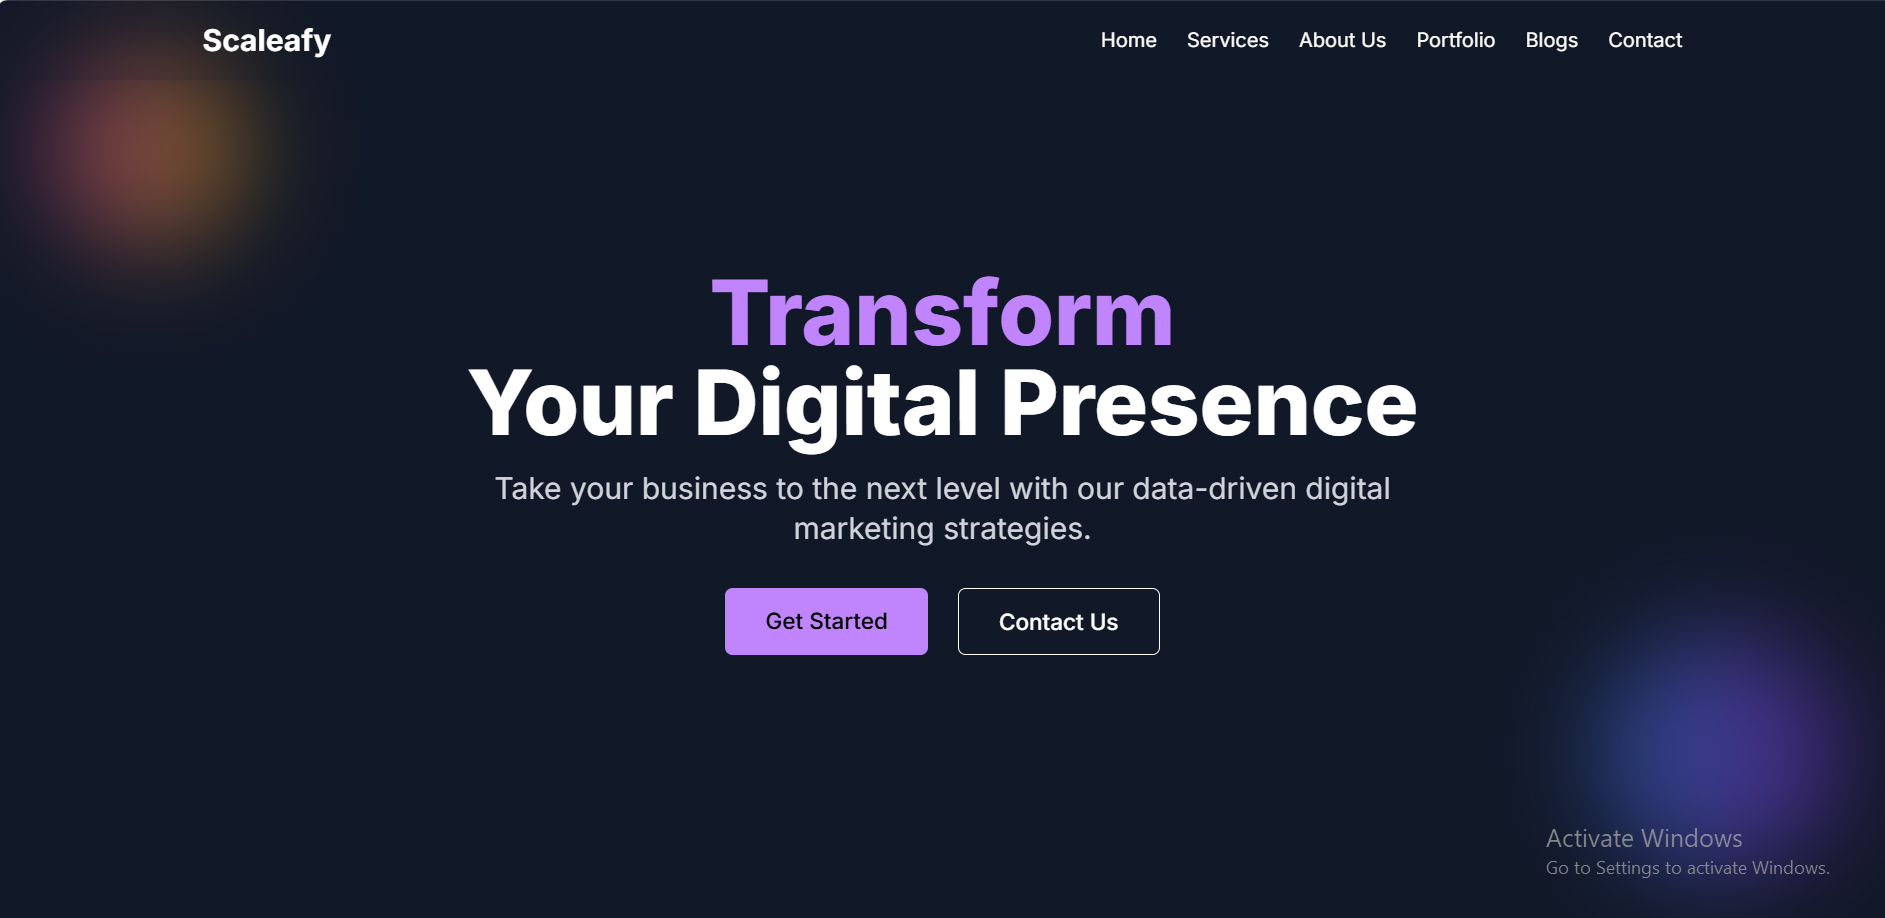 Scaleafy
Home Services About Us Portfolio Blogs Contact
Transform
Your Digital Presence
Take your business to the next level with our data-driven digital
marketing strategies.
Get Started
Contact Us
Activate Windows
Go to Settings to activate Windows.